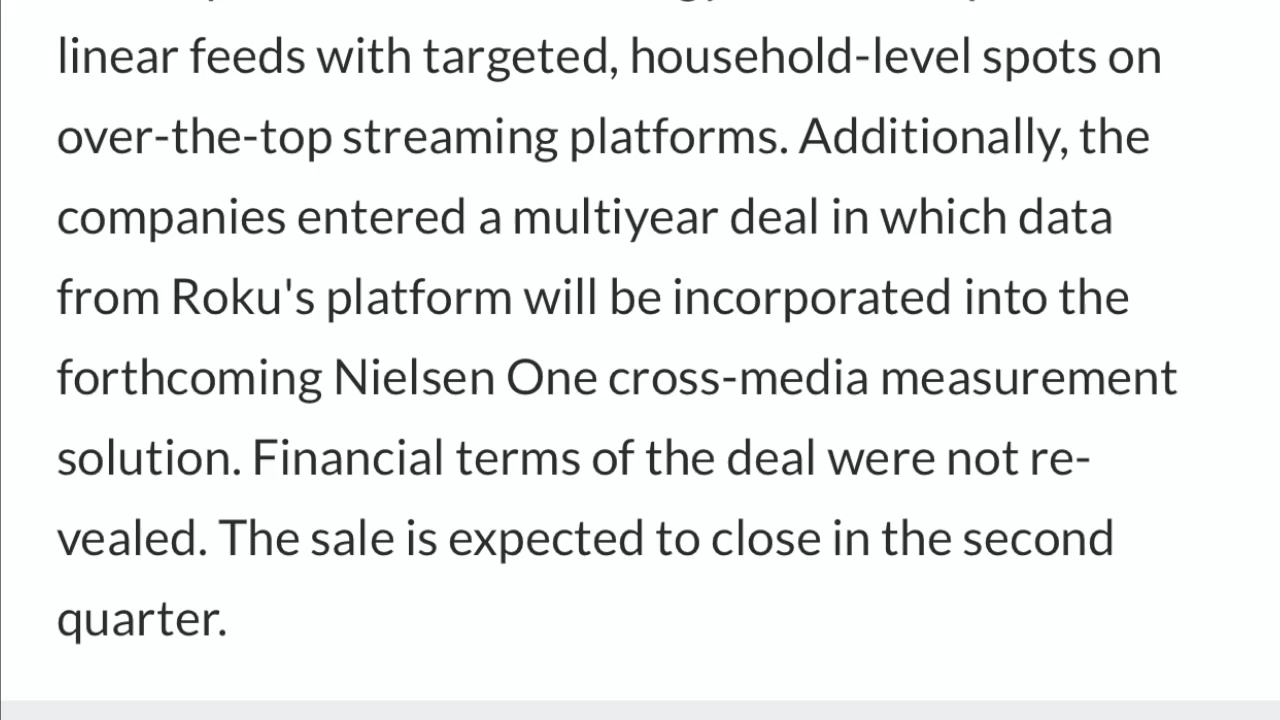 linear feeds with targeted, household-level spots on
over-the-top streaming platforms. Additionally, the
companies entered a multiyear deal in which data
from Roku's platform will be incorporated into the
forthcoming Nielsen One cross-media measurement
solution. Financial terms of the deal were not re-
vealed. The sale is expected to close in the second
quarter.